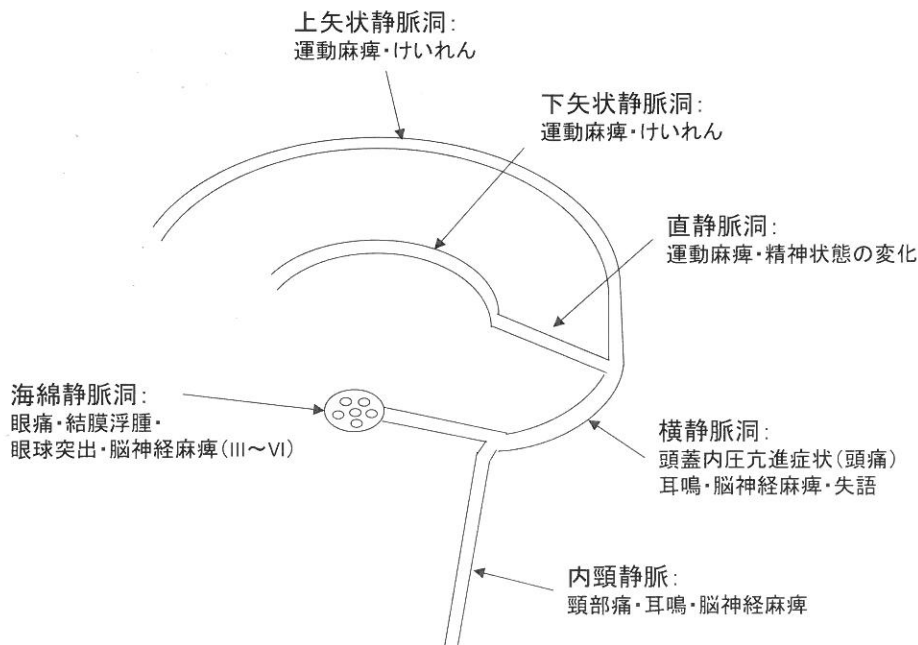 上矢状静脈洞:
運動麻痺・けいれん
下矢状静脈洞:
運動麻痺・けいれん
直静脈洞:
運動麻痺・精神状態の変化
海綿静脈洞:
眼痛・結膜浮腫・
眼球突出・脳神経麻痺(III～VI)
横静脈洞:
頭蓋内圧亢進症状(頭痛)
耳鳴・脳神経麻痺・失語
内頸静脈:
頸部痛・耳鳴・脳神経麻痺